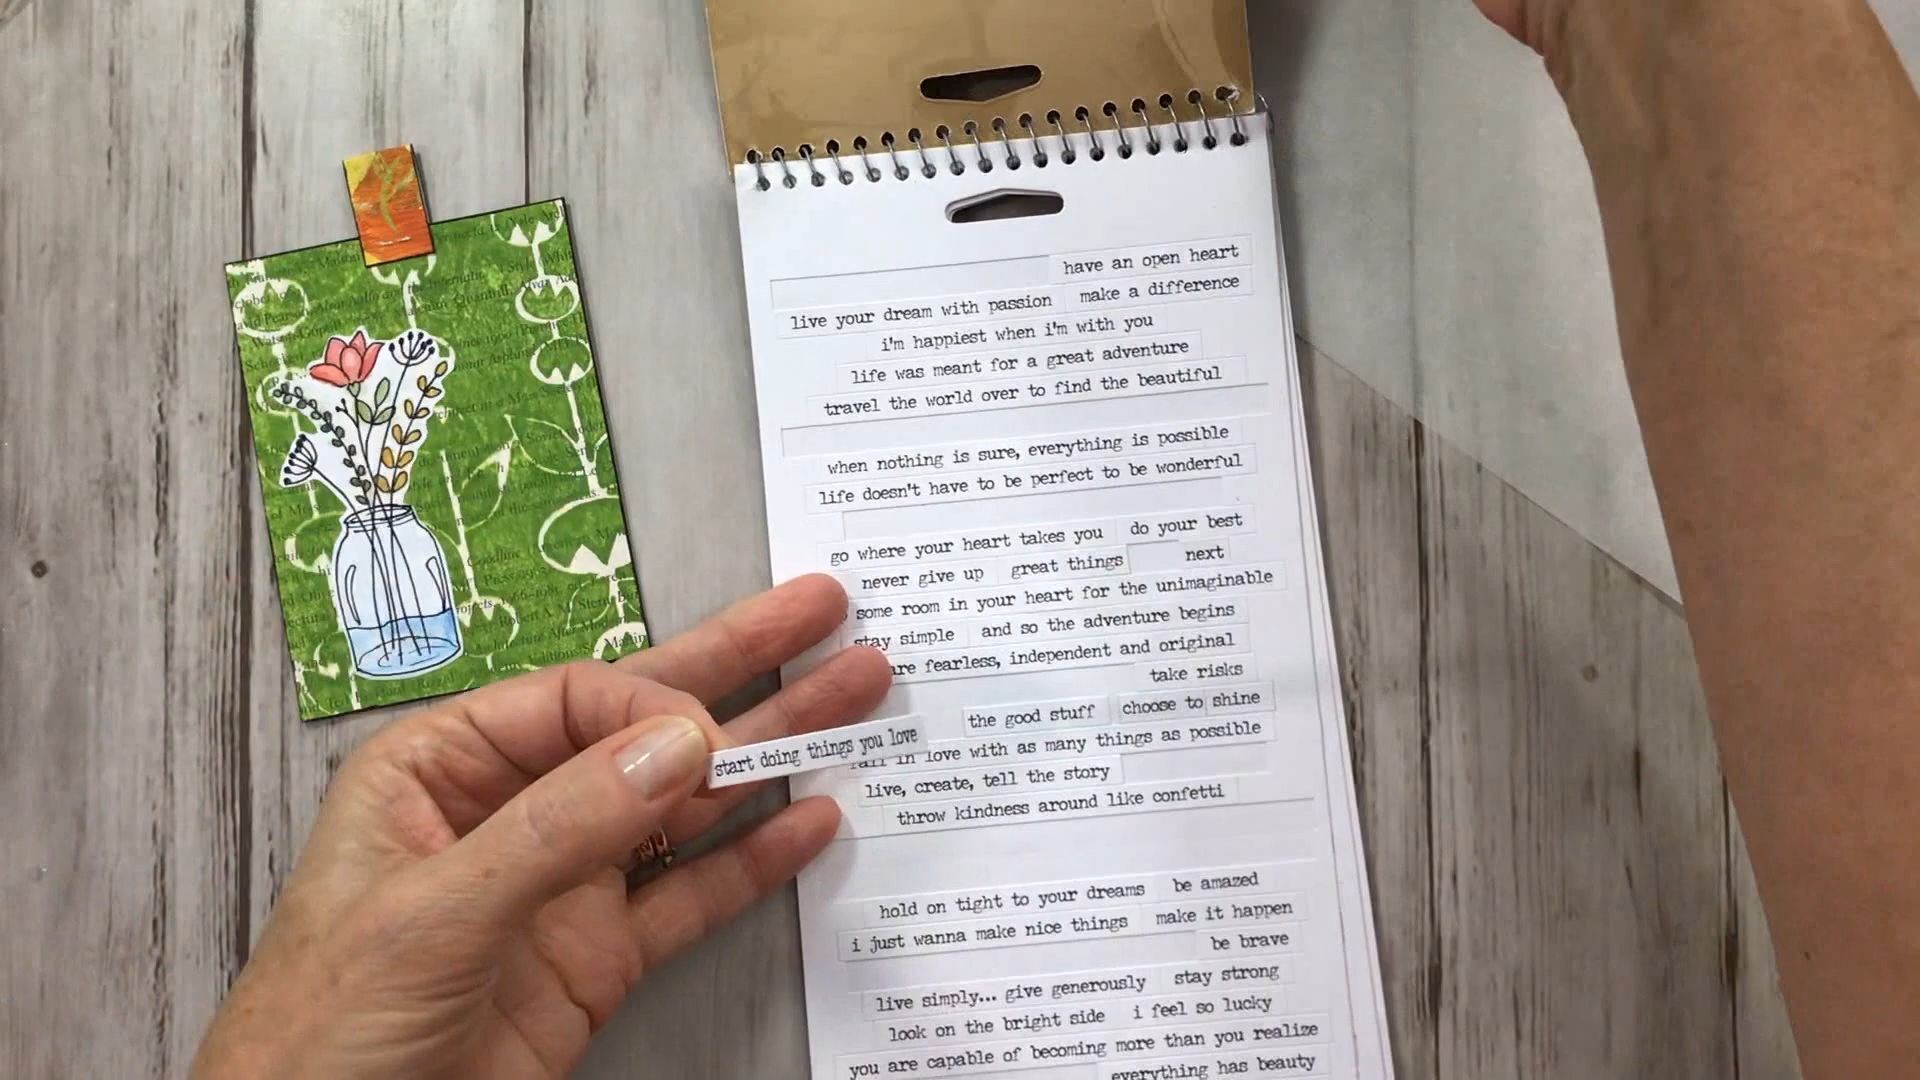 have an open heart
live your dream with passion make a difference
i'm happiest when i'm with you
life was meant for a great adventure
travel the world over to find the beautiful
when nothing is sure, everything is possible
life doesn't have to be perfect to be wonderful
go where your heart takes you do your best
never give up great things next
some room in your heart for the unimaginable
stay simple and so the adventure begins
are fearless, independent and original
take risks
the good stuff choose to shine
start doing things you love
fall in love with as many things as possible
live, create, tell the story
throw kindness around like confetti
hold on tight to your dreams be amazed
i just wanna make nice things make it happen
be brave
live simply... give generously stay strong
look on the bright side i feel so lucky
you are capable of becoming more than you realize
everything has beauty